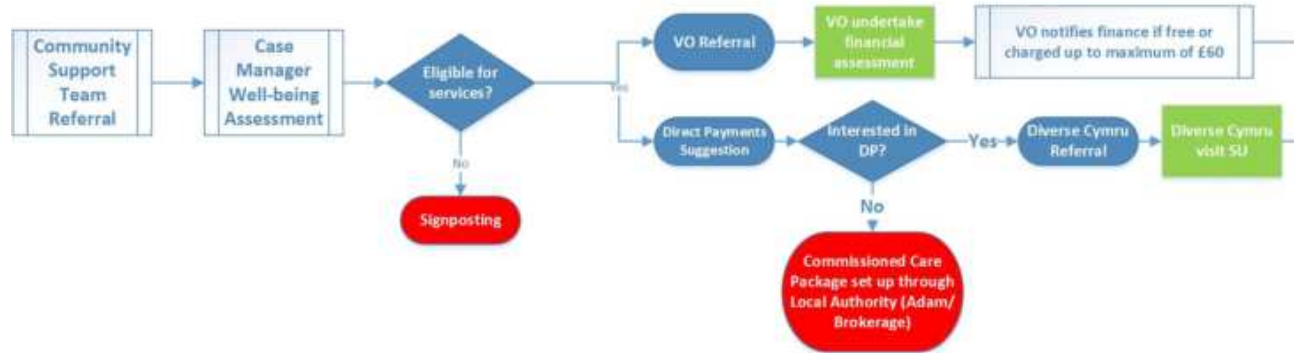 Community
Support
Team
Referral
Case
Manager
Well-being
Assessment
Eligible for
services?
No
Signposting
Yes
VO Referral
VO undertake
financial
assessment
VO notifies finance if free or
charged up to maximum of £60
Direct Payments
Suggestion
Interested in
DP?
Yes
Diverse Cymru
Referral
Diverse Cymru
visit SU
No
Commissioned Care
Package set up through
Local Authority (Adam/
Brokerage)